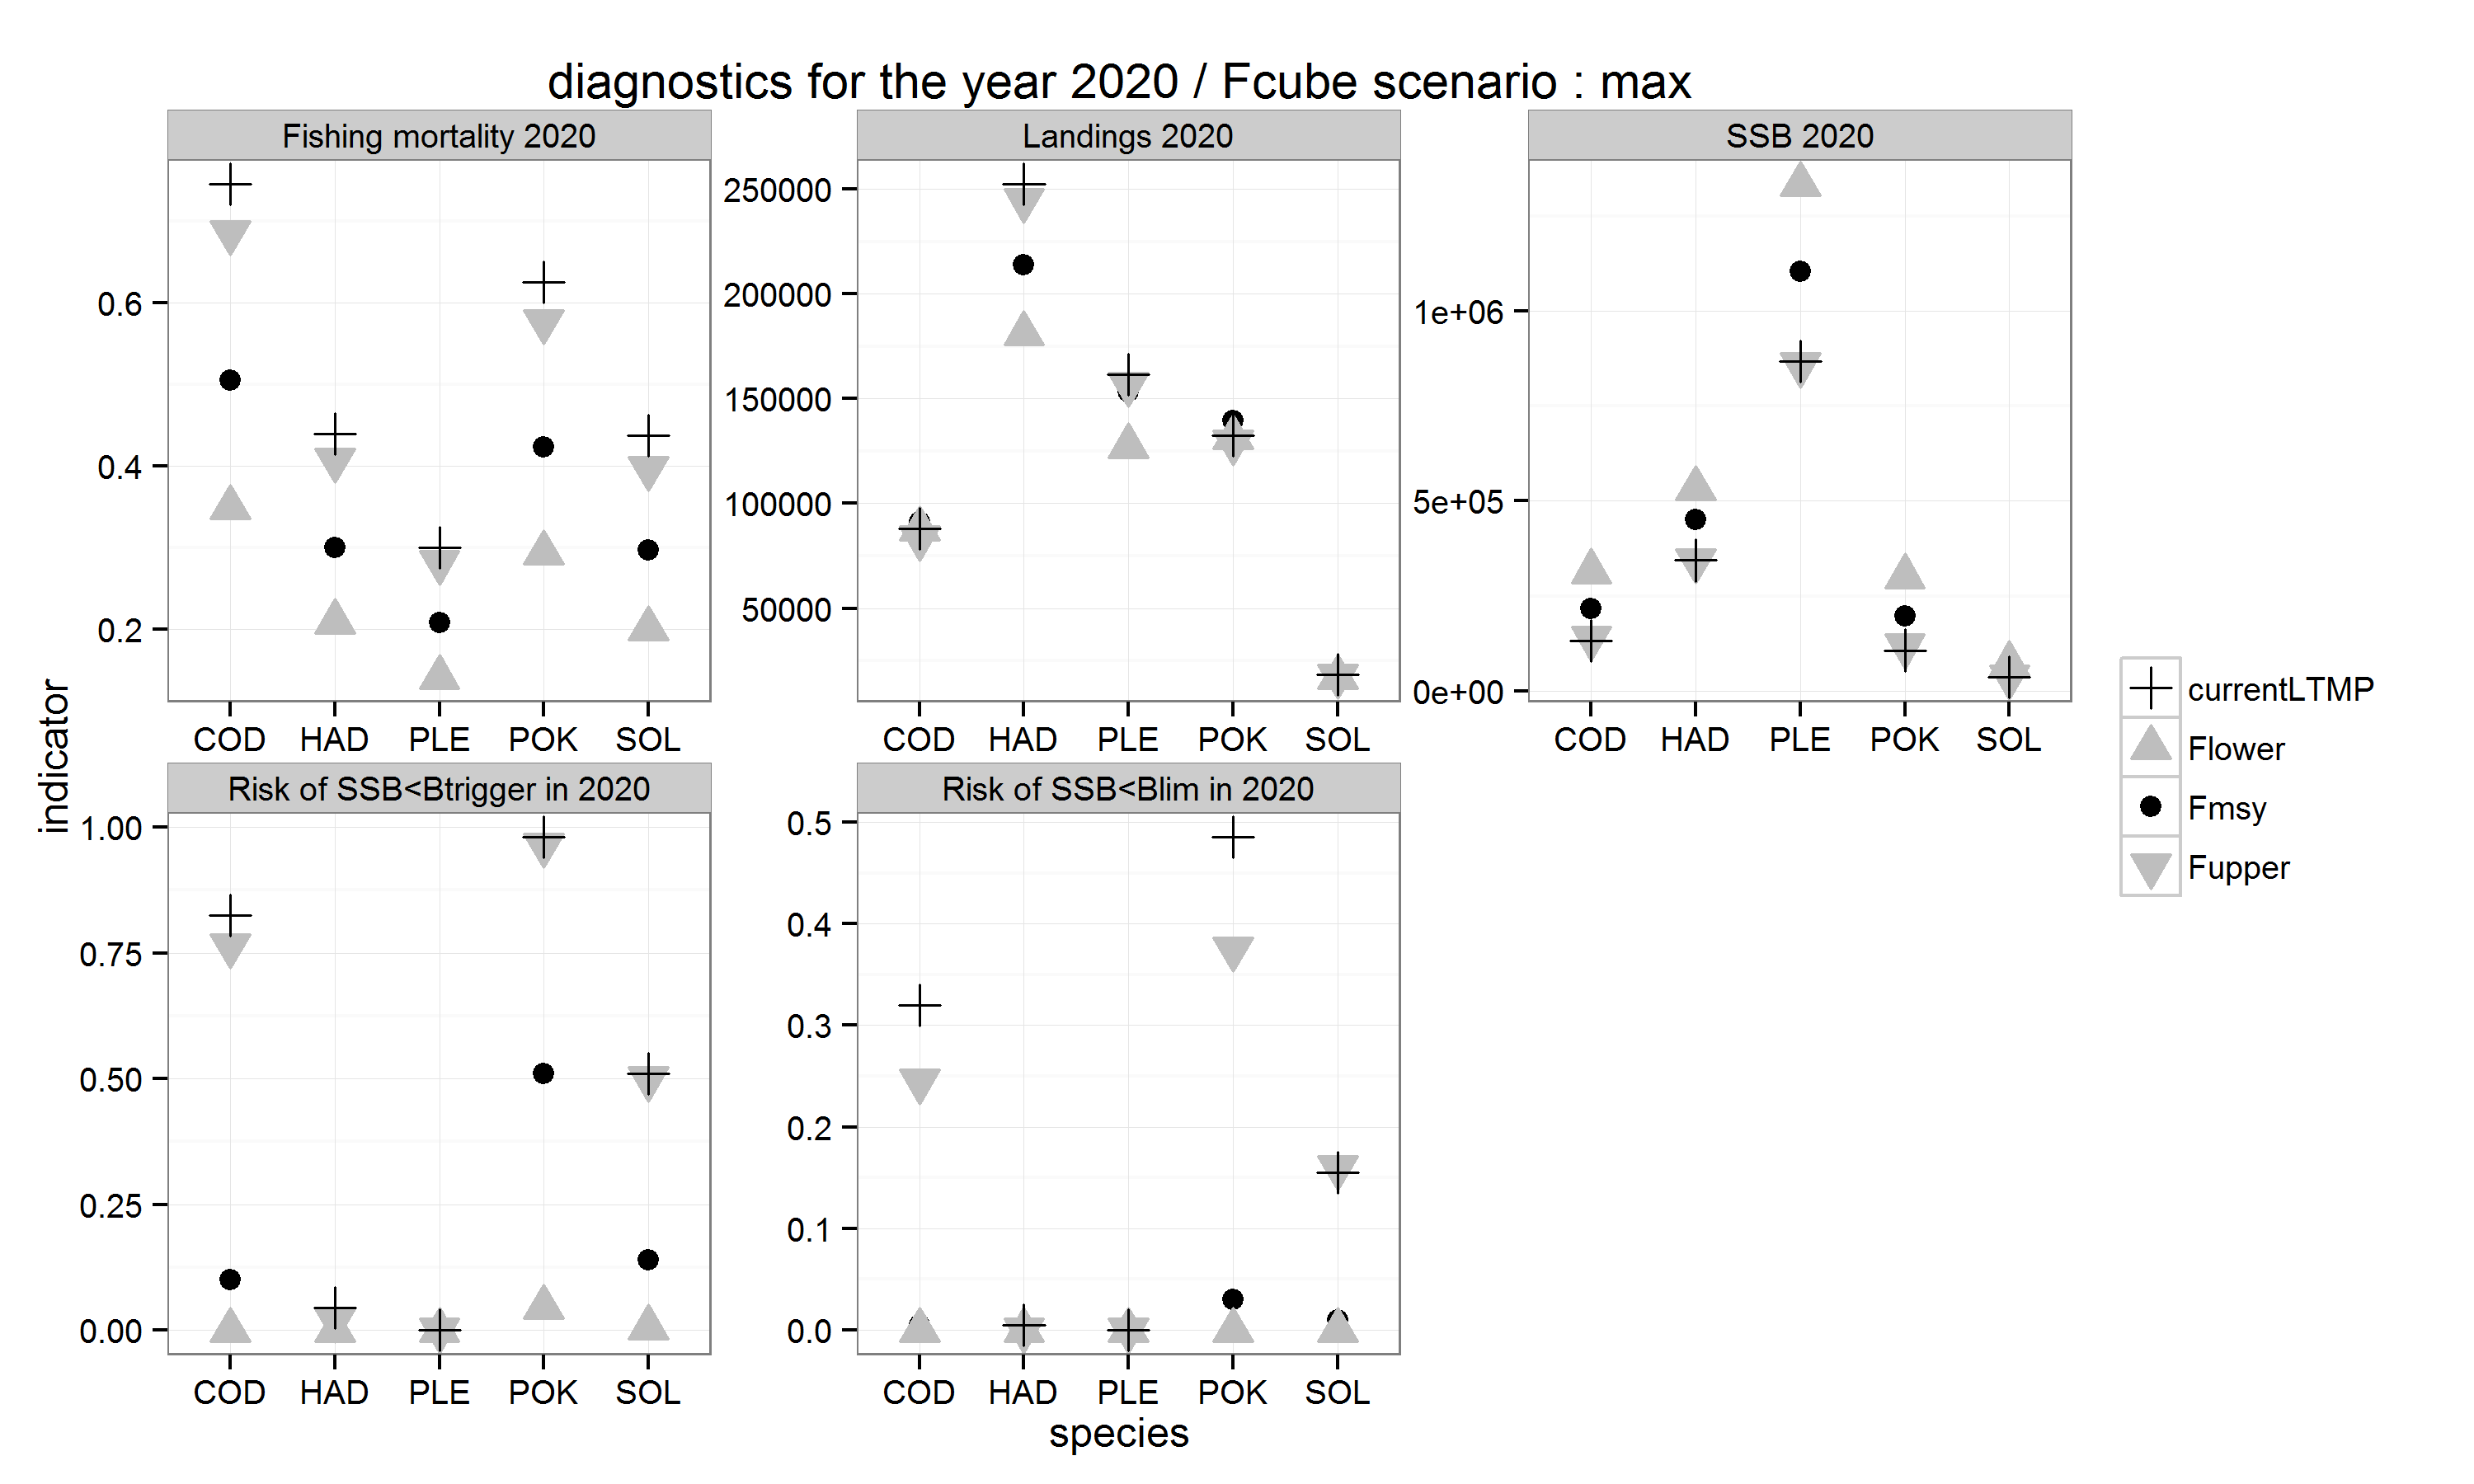 diagnostics for the year 2020 / Fcube scenario : max
Fishing mortality 2020
Landings 2020
SSB 2020
0.6
0.4
0.2
250000
200000
150000
100000
50000
1e+06
5e+05
0e+00
COD HAD PLE POK SOL
COD HAD PLE POK SOL
COD HAD PLE POK SOL
indicator
Risk of SSB<Btrigger in 2020
Risk of SSB<Blim in 2020
1.00
0.75
0.50
0.25
0.00
0.5
0.4
0.3
0.2
0.1
0.0
COD HAD PLE POK SOL
COD HAD PLE POK SOL
species
currentLTMP
Flower
Fmsy
Fupper